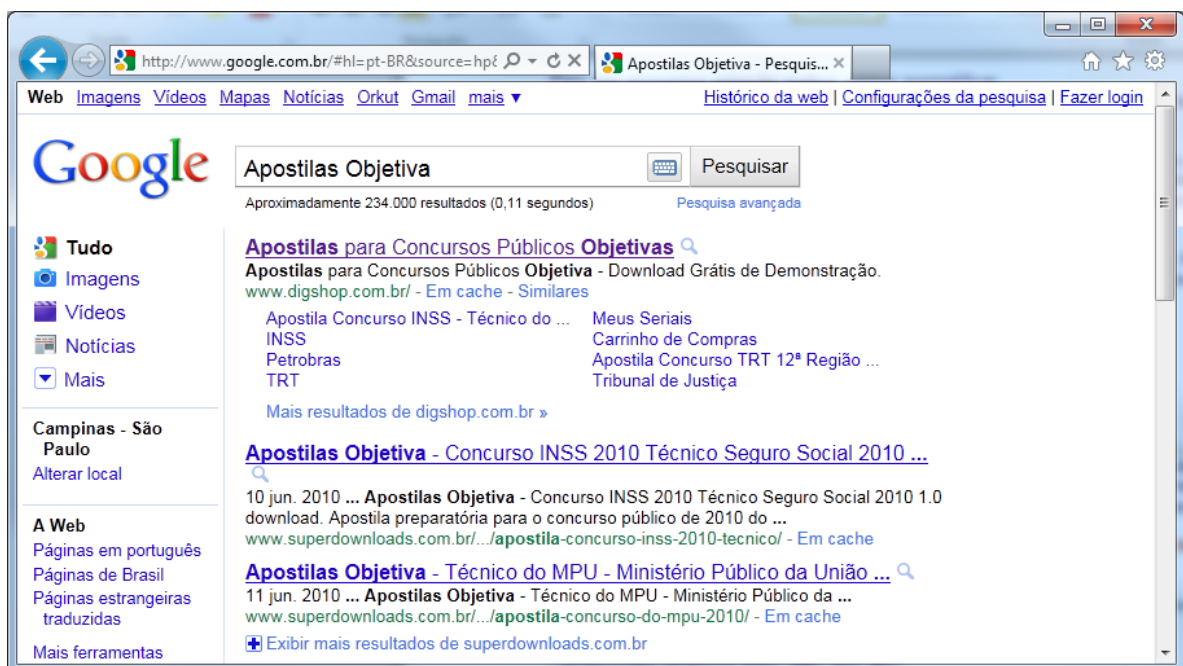 http://www.google.com.br/#hl=pt-BR&source=hp&
Apostilas Objetiva - Pesquis...
Web Imagens Vídeos Mapas Notícias Orkut Gmail mais ▼
Histórico da web | Configurações da pesquisa | Fazer login
Google
Apostilas Objetiva
Pesquisar
Aproximadamente 234.000 resultados (0,11 segundos)
Pesquisa avançada
Tudo
Imagens
Vídeos
Notícias
Mais
Campinas - São
Paulo
Alterar local
A Web
Páginas em português
Páginas de Brasil
Páginas estrangeiras
traduzidas
Mais ferramentas
Apostilas para Concursos Públicos Objetivas
Apostilas para Concursos Públicos Objetiva - Download Grátis de Demonstração.
www.digshop.com.br/ - Em cache - Similares
Apostila Concurso INSS - Técnico do ...
INSS
Petrobras
TRT
Meus Seriais
Carrinho de Compras
Apostila Concurso TRT 12ª Região ...
Tribunal de Justiça
Mais resultados de digshop.com.br »
Apostilas Objetiva - Concurso INSS 2010 Técnico Seguro Social 2010 ...
10 jun. 2010 ... Apostilas Objetiva - Concurso INSS 2010 Técnico Seguro Social 2010 1.0
download. Apostila preparatória para o concurso público de 2010 do ...
www.superdownloads.com.br/.../apostila-concurso-inss-2010-tecnico/ - Em cache
Apostilas Objetiva - Técnico do MPU - Ministério Público da União ...
11 jun. 2010 ... Apostilas Objetiva - Técnico do MPU - Ministério Público da ...
www.superdownloads.com.br/.../apostila-concurso-do-mpu-2010/ - Em cache
Exibir mais resultados de superdownloads.com.br